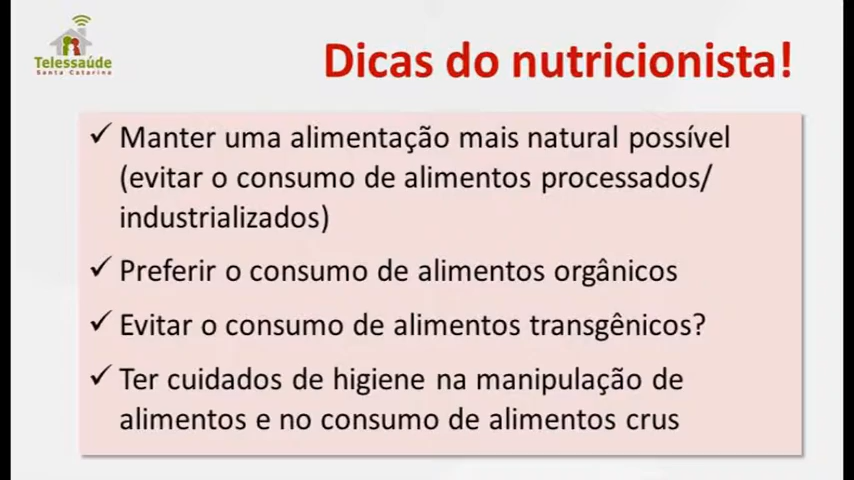 Telessaúde
Santa Catarina
Dicas do nutricionista!
✓ Manter uma alimentação mais natural possível
(evitar o consumo de alimentos processados/
industrializados)
✓ Preferir o consumo de alimentos orgânicos
✓ Evitar o consumo de alimentos transgênicos?
✓ Ter cuidados de higiene na manipulação de
alimentos e no consumo de alimentos crus